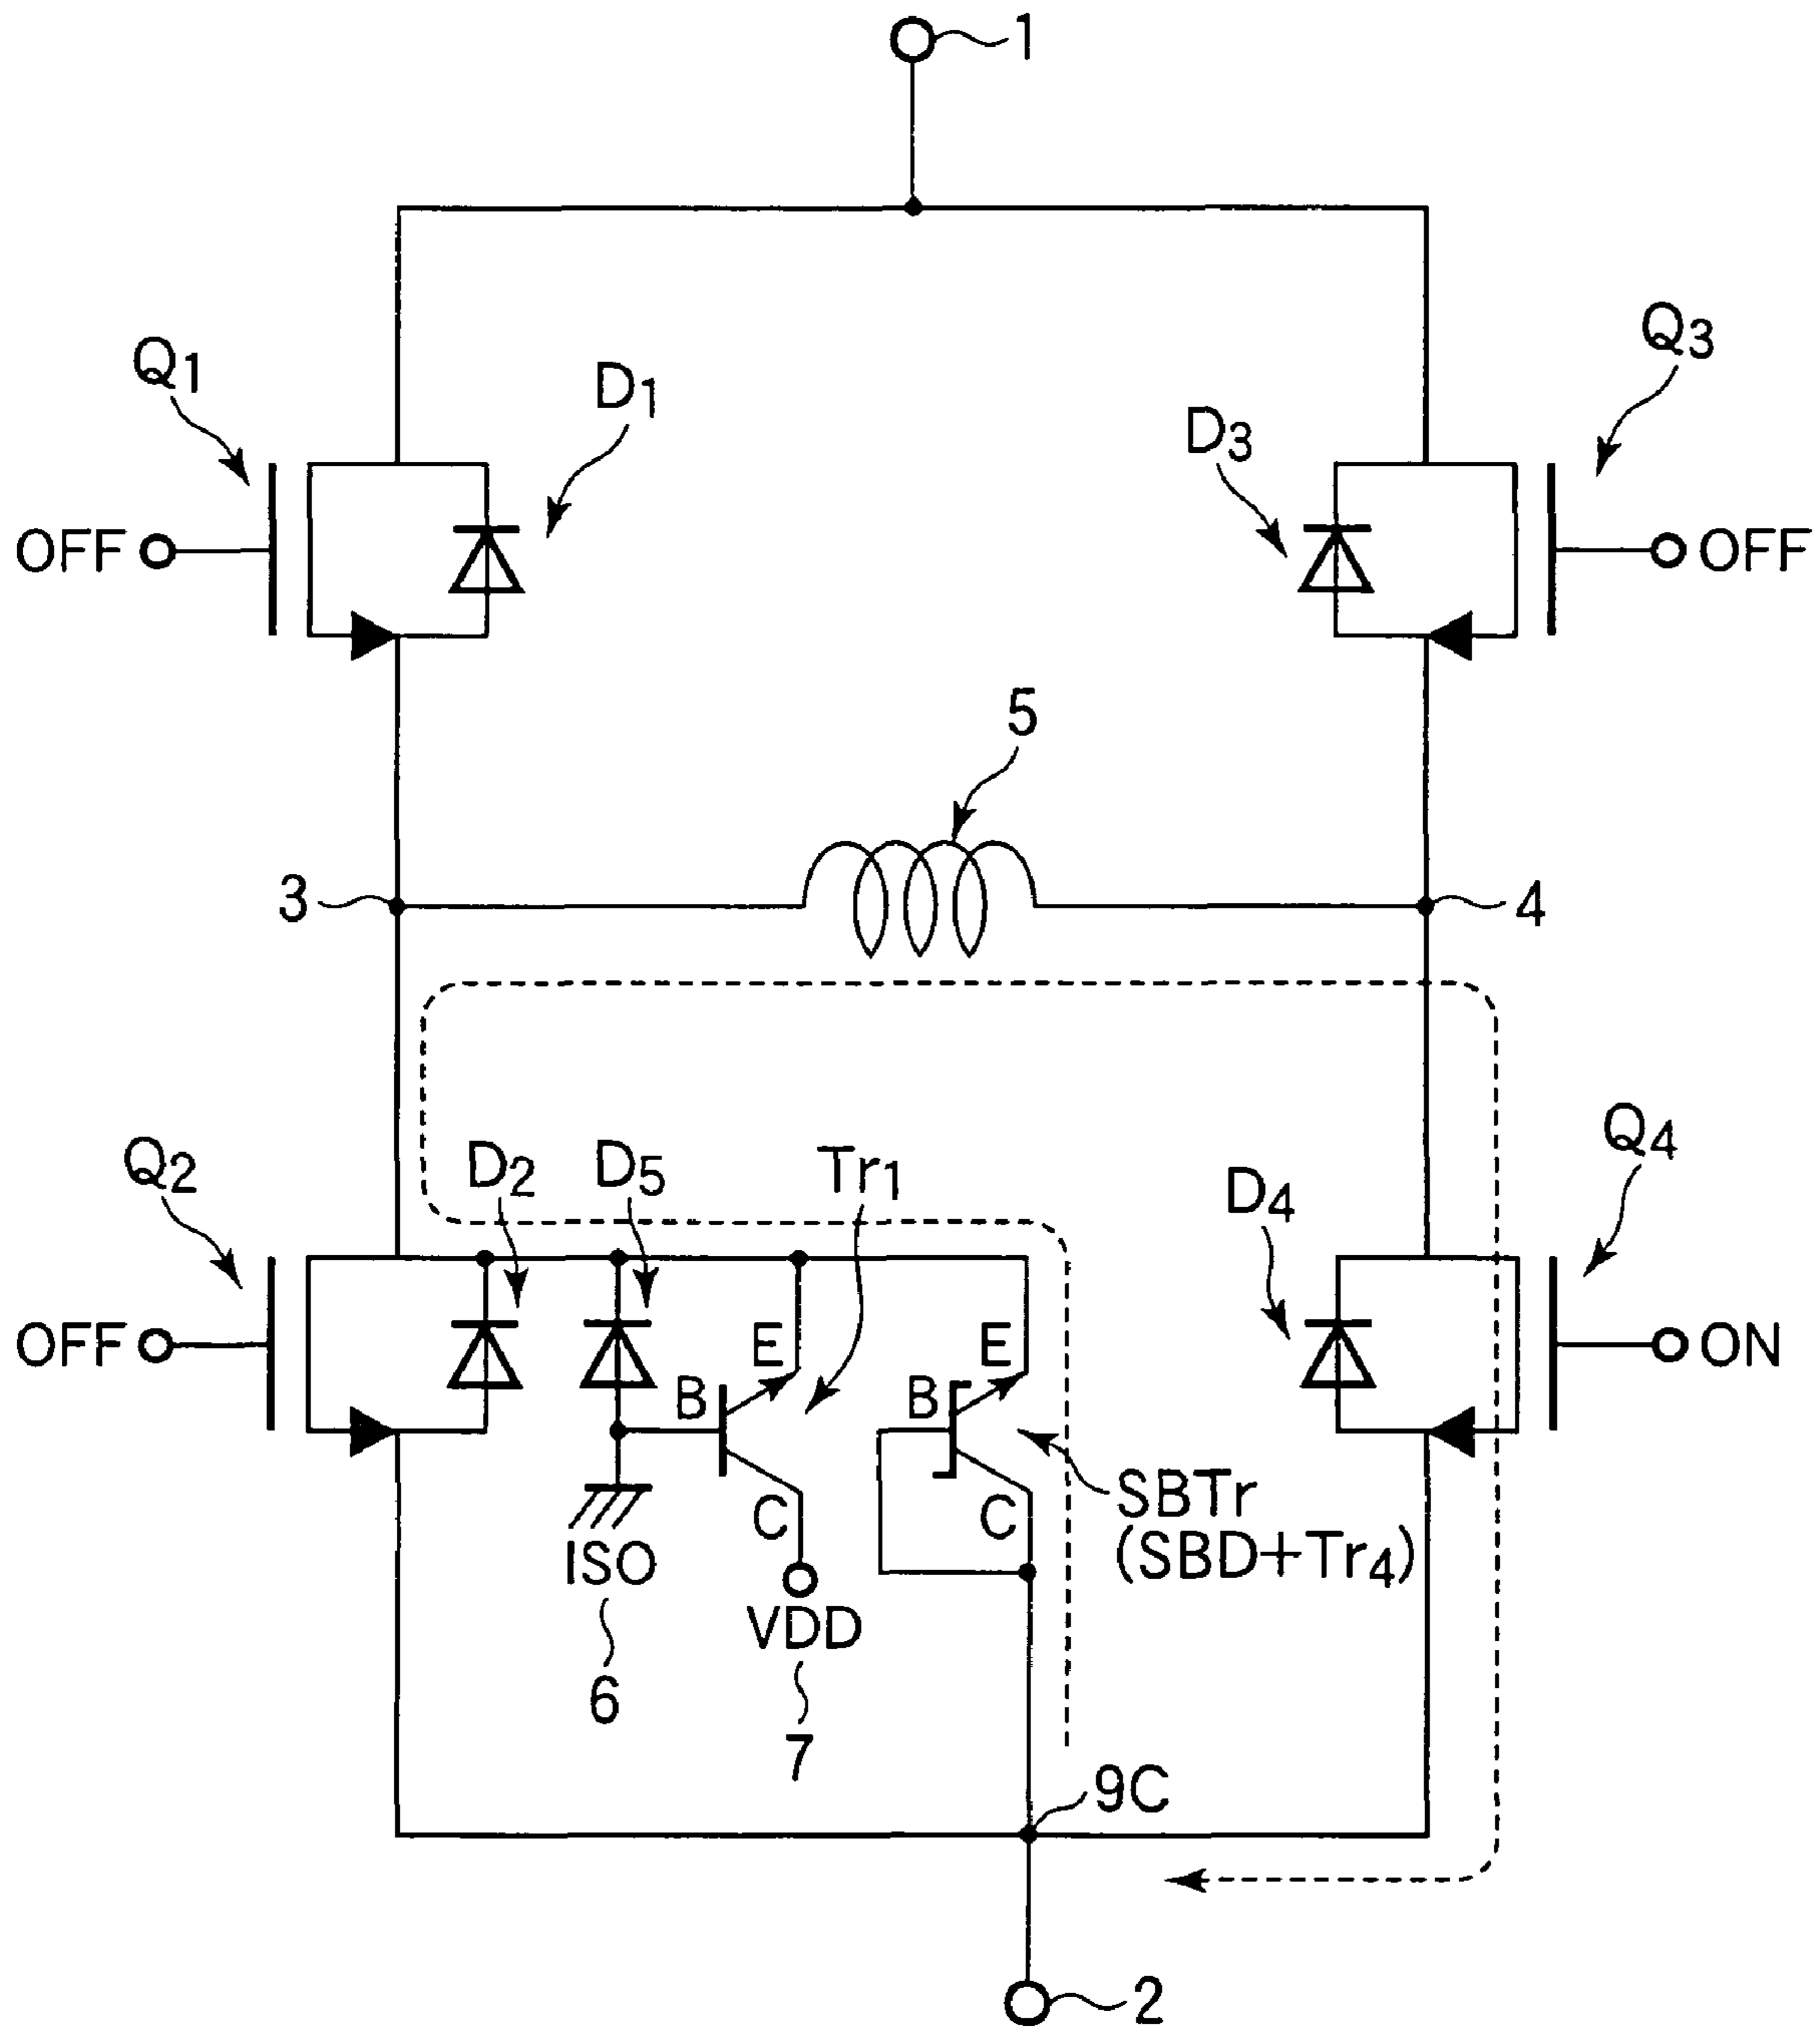 1
Q1
D1
D3
Q3
OFF
OFF
5
3
4
Q2
D2
D5
Tr1
D4
Q4
OFF
E
E
ON
B
B
C
C
SBTr
(SBD+Tr4)
ISO
VDD
6
7
9C
2